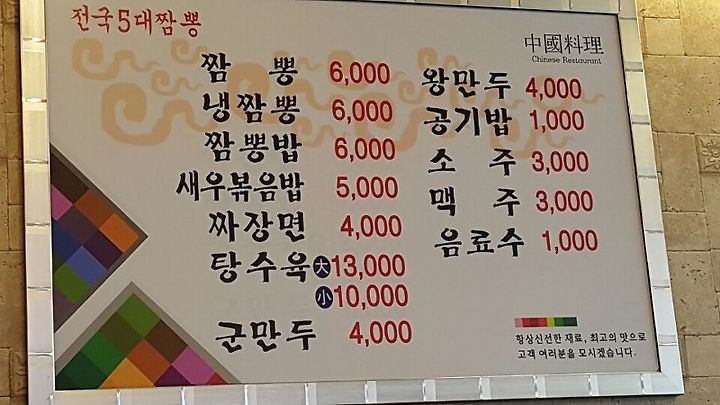 전국5대짬뽕
짬 뽕 6,000
냉짬뽕 6,000
짬뽕밥 6,000
새우볶음밥 5,000
짜장면 4,000
탕수육 大 13,000
小 10,000
군만두 4,000
中國料理
Chinese Restaurant
왕만두 4,000
공기밥 1,000
소 주 3,000
맥 주 3,000
음료수 1,000
항상신선한 재료, 최고의 맛으로
고객 여러분을 모시겠습니다.